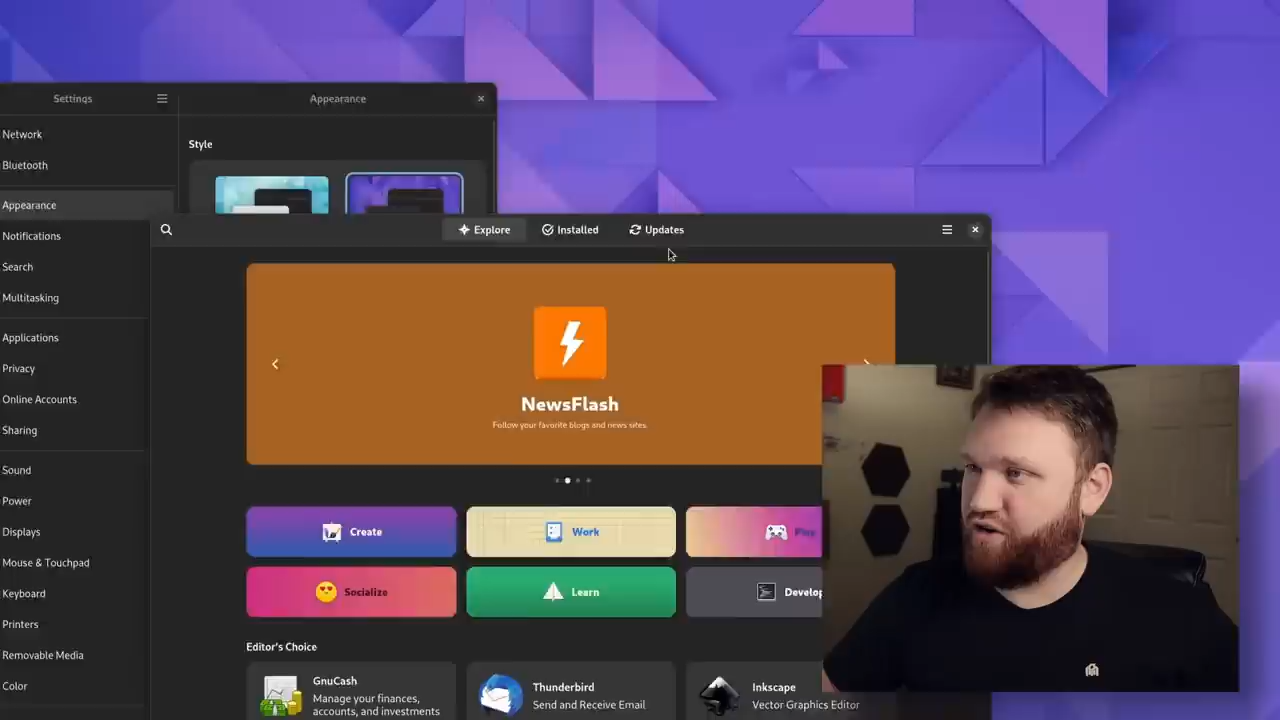 Settings
Appearance
Network
Bluetooth
Appearance
Notifications
Search
Multitasking
Applications
Privacy
Online Accounts
Sharing
Sound
Power
Displays
Mouse & Touchpad
Keyboard
Printers
Removable Media
Color
Style
Explore
Installed
Updates
NewsFlash
Follow your favorite blogs and news sites.
Create
Work
Play
Socialize
Learn
Develop
Editor's Choice
GnuCash
Manage your finances,
accounts, and investments
Thunderbird
Send and Receive Email
Inkscape
Vector Graphics Editor